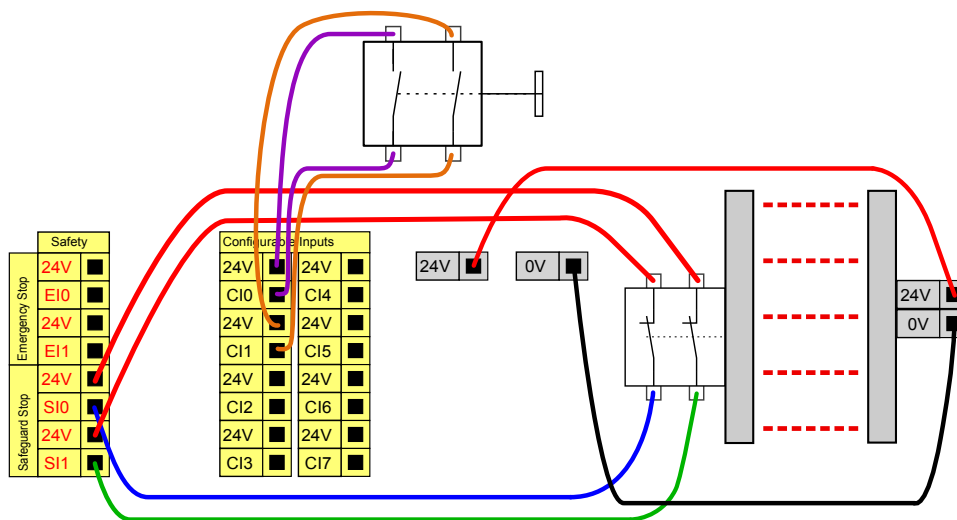 Safety
Emergency Stop
24V
EI0
24V
EI1
Safeguard Stop
24V
SI0
24V
SI1
Configurable Inputs
24V 24V
CI0 CI4
24V 24V
CI1 CI5
24V 24V
CI2 CI6
24V 24V
CI3 CI7
24V
0V
24V
0V